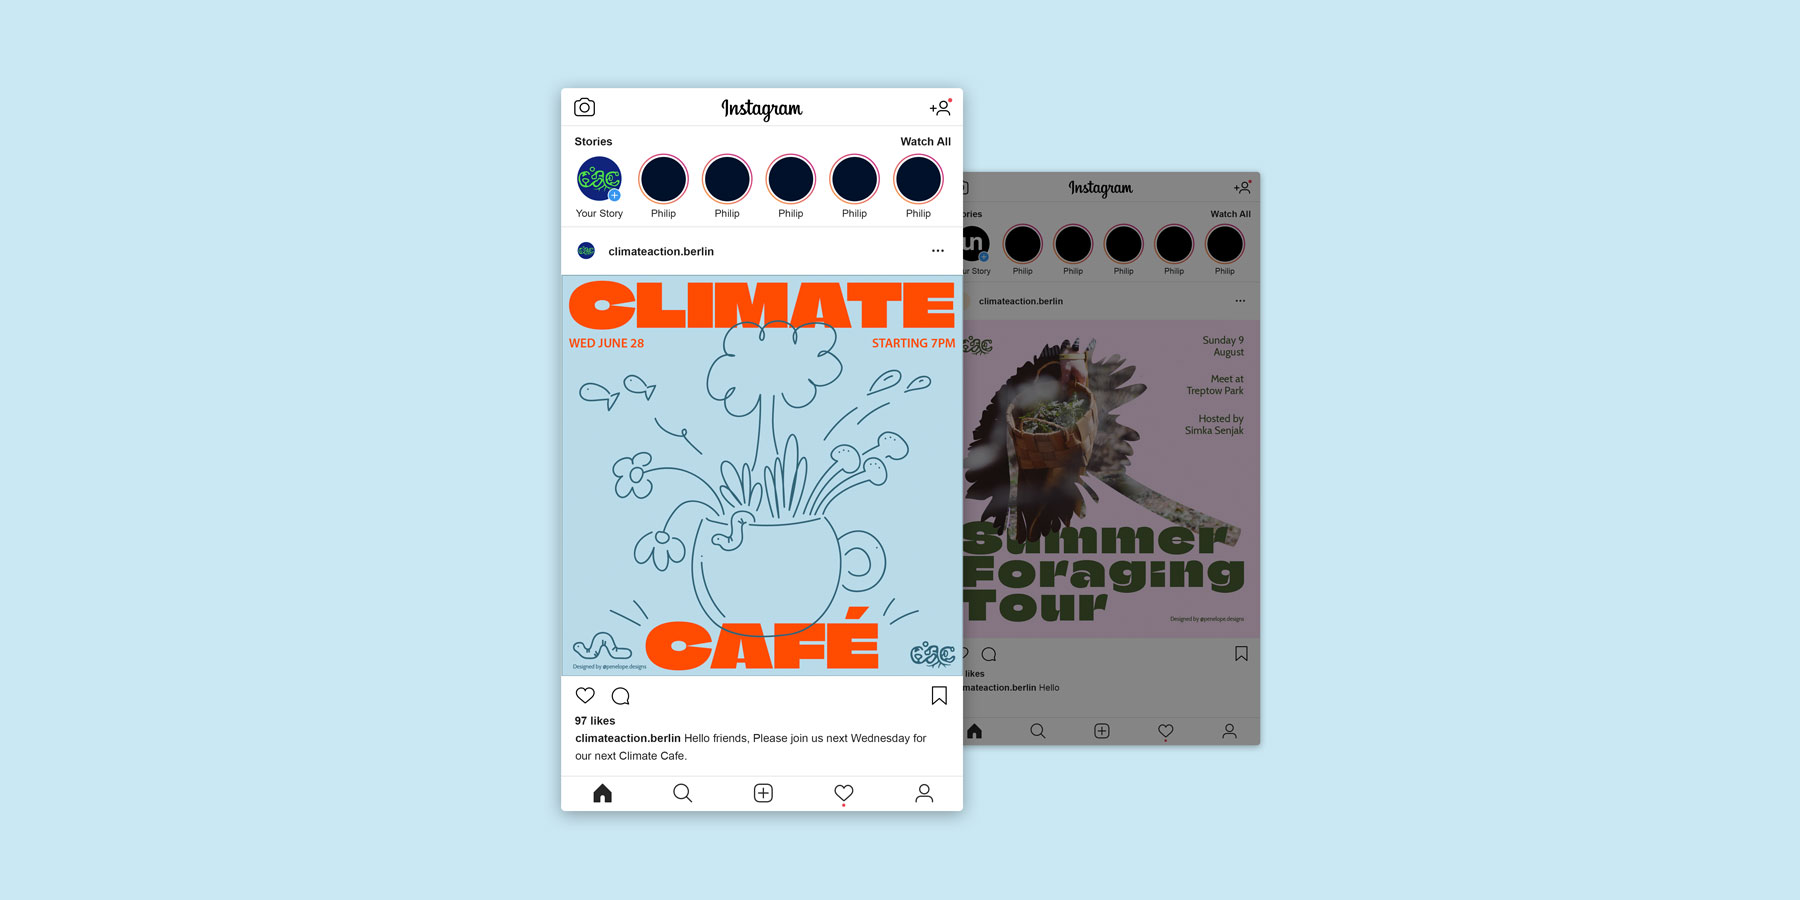 Instagram
Stories
Watch All
Your Story
Philip
Philip
Philip
Philip
Philip
climateaction.berlin
CLIMATE
WED JUNE 28
STARTING 7PM
CAFÉ
Designed by @penelope.designs
97 likes
climateaction.berlin Hello friends, Please join us next Wednesday for
our next Climate Cafe.
Instagram
ories
Watch All
un
ur Story
Philip
Philip
Philip
Philip
Philip
climateaction.berlin
Sunday 9
August
Meet at
Treptow Park
Hosted by
Simka Senjak
Summer
Foraging
Tour
Designed by @penelope.designs
likes
mateaction.berlin Hello